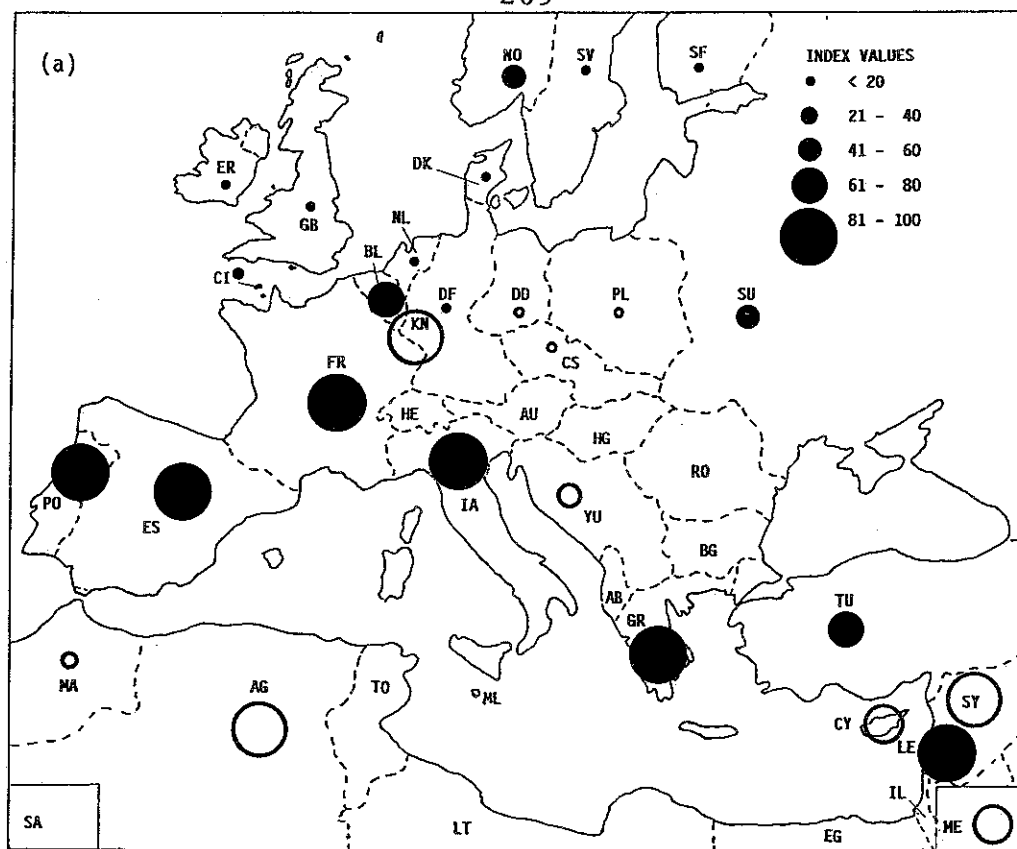 (a)
INDEX VALUES
< 20
21 - 40
41 - 60
61 - 80
81 - 100
NO
SV
SF
ER
GB
DK
NL
BL
CI
DF
DD
PL
SU
KN
CS
FR
HE
AU
HG
RO
PO
ES
IA
YU
BG
AB
GR
TU
MA
AG
TO
ML
CY
SY
LE
IL
SA
LT
EG
ME